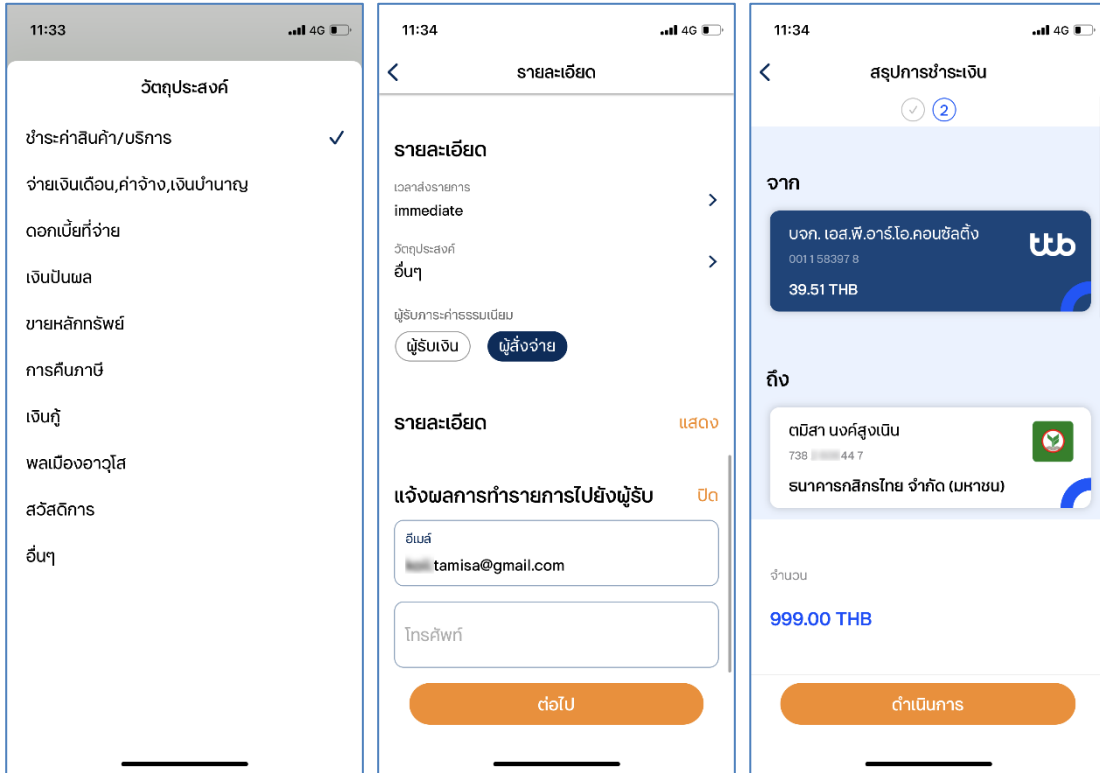 11:33
4G
วัตถุประสงค์
ชำระค่าสินค้า/บริการ
จ่ายเงินเดือน,ค่าจ้าง,เงินบำนาญ
ดอกเบี้ยที่จ่าย
เงินปันผล
ขายหลักทรัพย์
การคืนภาษี
เงินกู้
พลเมืองอาวุโส
สวัสดิการ
อื่นๆ
11:34
4G
รายละเอียด
รายละเอียด
เวลาส่งรายการ
immediate
วัตถุประสงค์
อื่นๆ
ผู้รับภาระค่าธรรมเนียม
ผู้รับเงิน ผู้สั่งจ่าย
รายละเอียด แสดง
แจ้งผลการทำรายการไปยังผู้รับ ปิด
อีเมล์
tamisa@gmail.com
โทรศัพท์
ต่อไป
11:34
4G
สรุปการชำระเงิน
2
จาก
บจก. เอส.พี.อาร์.โอ.คอนซัลติ้ง
ttb
001 1 58397 8
39.51 THB
ถึง
ตมิสา นงค์สูงเนิน
738 44 7
ธนาคารกสิกรไทย จำกัด (มหาชน)
จำนวน
999.00 THB
ดำเนินการ